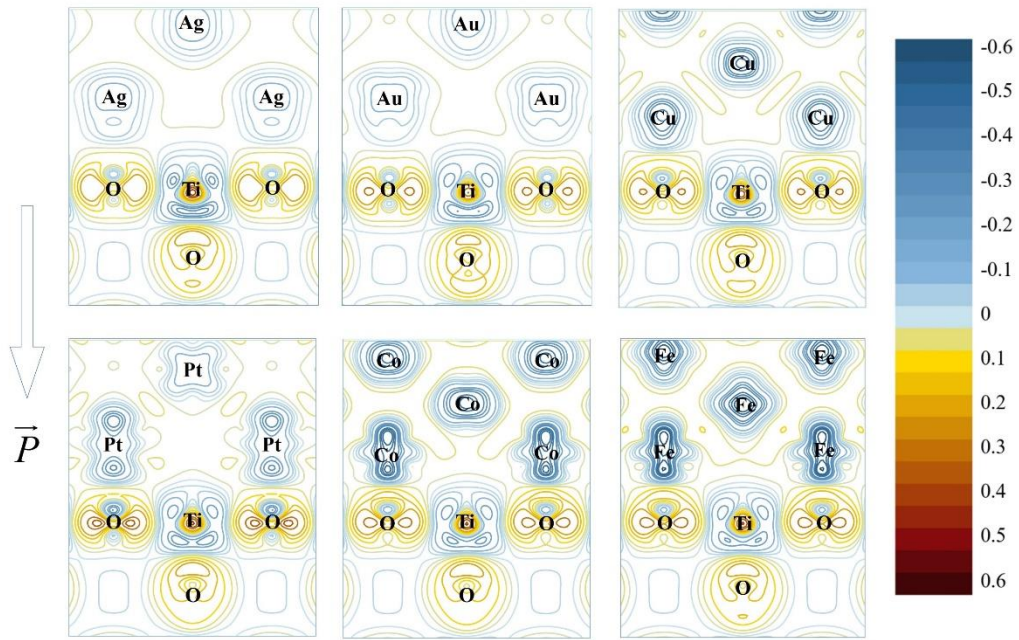 Ag
Ag Ag
O Ti O
O
Au
Au Au
O Ti O
O
Cu
Cu Cu
O Ti O
O
-0.6
-0.5
-0.4
-0.3
-0.2
-0.1
0
0.1
0.2
0.3
0.4
0.5
0.6
P
Pt
Pt Pt
O Ti O
O
Co Co
Co
Co Co
O Ti O
O
Fe Fe
Fe
Fe Fe
O Ti O
O